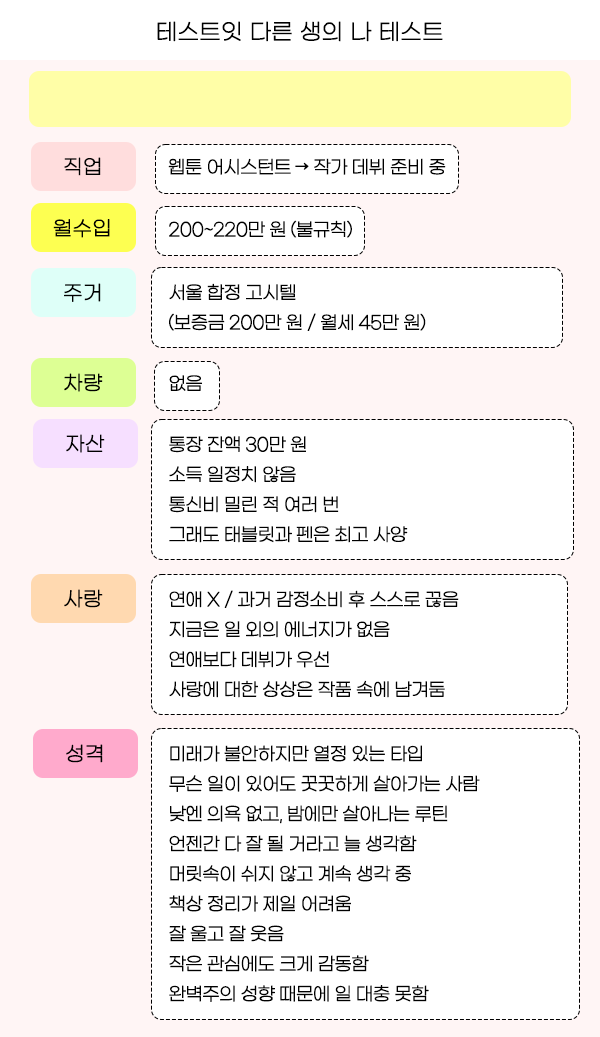 테스트잇 다른 생의 나 테스트
직업
웹툰 어시스턴트 → 작가 데뷔 준비 중
월수입
200~220만 원 (불규칙)
주거
서울 합정 고시텔
(보증금 200만 원 / 월세 45만 원)
차량
없음
자산
통장 잔액 30만 원
소득 일정치 않음
통신비 밀린 적 여러 번
그래도 태블릿과 펜은 최고 사양
사랑
연애 X / 과거 감정소비 후 스스로 끊음
지금은 일 외의 에너지가 없음
연애보다 데뷔가 우선
사랑에 대한 상상은 작품 속에 남겨둠
성격
미래가 불안하지만 열정 있는 타입
무슨 일이 있어도 꿋꿋하게 살아가는 사람
낮엔 의욕 없고, 밤에만 살아나는 루틴
언젠간 다 잘 될 거라고 늘 생각함
머릿속이 쉬지 않고 계속 생각 중
책상 정리가 제일 어려움
잘 울고 잘 웃음
작은 관심에도 크게 감동함
완벽주의 성향 때문에 일 대충 못함